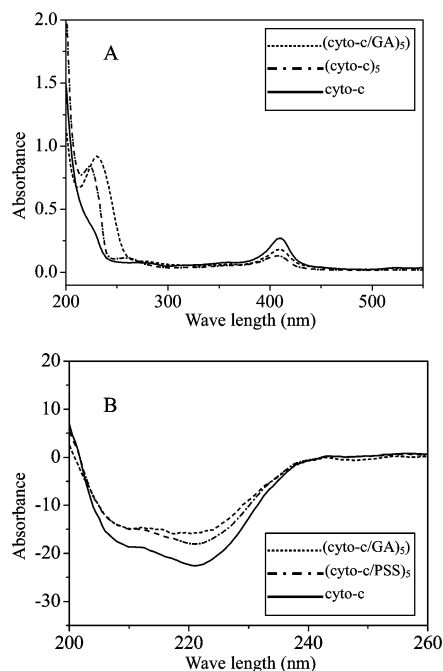 A
(cyto-c/GA)5)
(cyto-c)5
cyto-c
Absorbance
2.0
1.5
1.0
0.5
0.0
200 300 400 500
Wave length (nm)
B
Absorbance
20
10
0
-10
-20
-30
(cyto-c/GA)5)
(cyto-c/PSS)5
cyto-c
200 220 240 260
Wave length (nm)